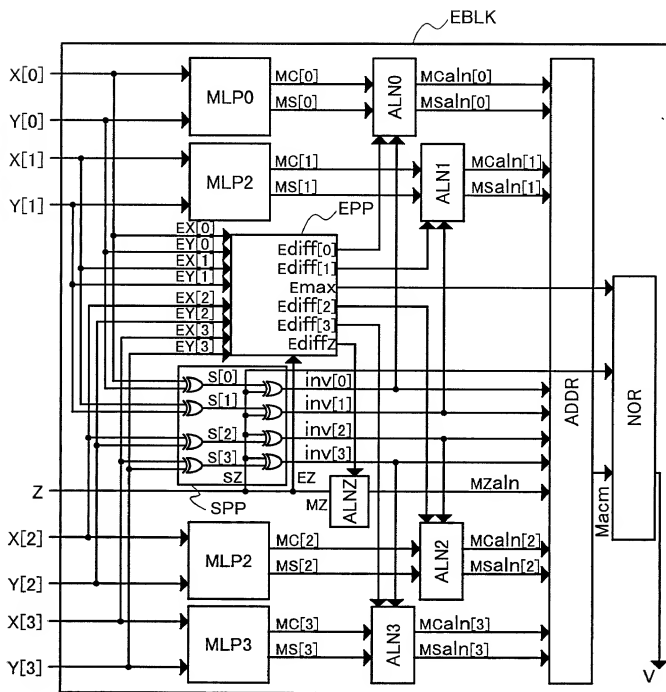 EBLK
X[0]
Y[0]
X[1]
Y[1]
MLP0
MC[0]
MS[0]
ALN0
MCaln[0]
MSaln[0]
MLP2
MC[1]
MS[1]
ALN1
MCaln[1]
MSaln[1]
EPP
EX[0]
EY[0]
EX[1]
EY[1]
EX[2]
EY[2]
EX[3]
EY[3]
Ediff[0]
Ediff[1]
Emax
Ediff[2]
Ediff[3]
EdiffZ
S[0]
S[1]
S[2]
S[3]
inv[0]
inv[1]
inv[2]
inv[3]
SZ
EZ
SPP
Z
MZ
ALNZ
MZaln
ADDR
Macm
NOR
X[2]
Y[2]
MLP2
MC[2]
MS[2]
ALN2
MCaln[2]
MSaln[2]
X[3]
Y[3]
MLP3
MC[3]
MS[3]
ALN3
MCaln[3]
MSaln[3]
V